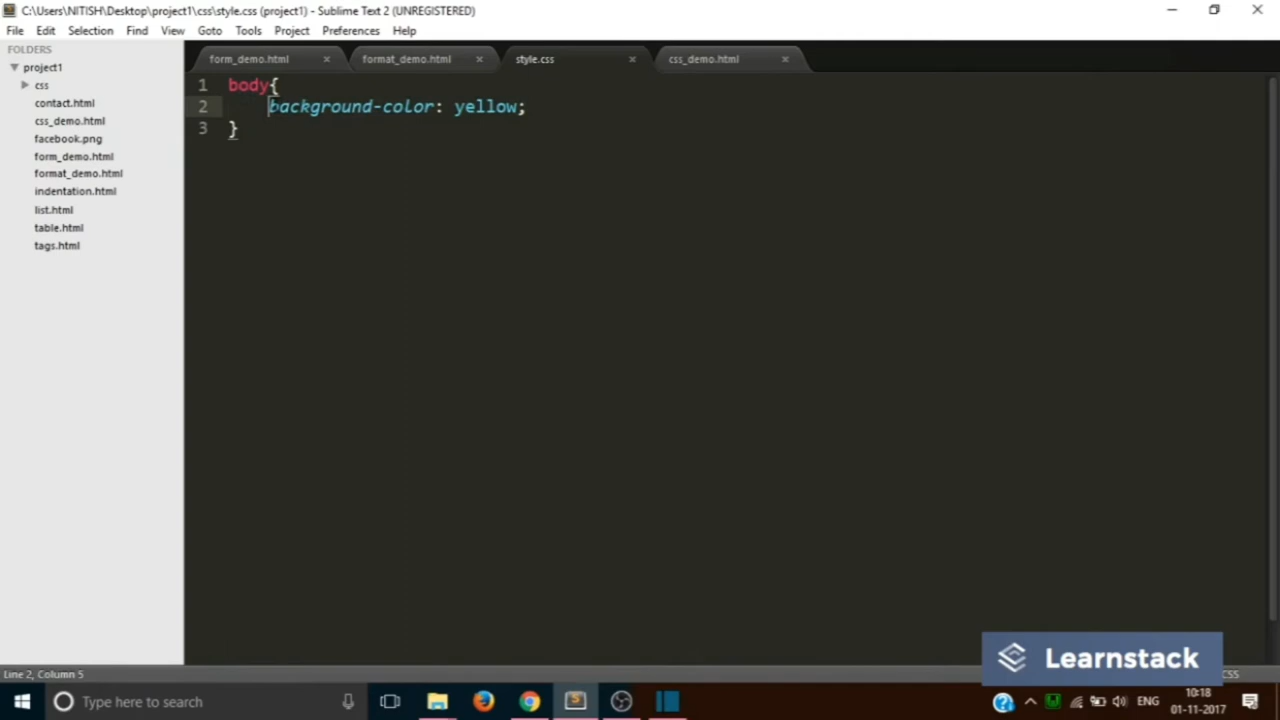 C:\Users\NITISH\Desktop\project1\css\style.css (project1) - Sublime Text 2 (UNREGISTERED)
File Edit Selection Find View Goto Tools Project Preferences Help
FOLDERS
project1
css
contact.html
css_demo.html
facebook.png
form_demo.html
format_demo.html
indentation.html
list.html
table.html
tags.html
form_demo.html × format_demo.html × style.css × css_demo.html ×
1 body{
2 background-color: yellow;
3 }
Learnstack
Line 2, Column 5
CSS
Type here to search
ENG
10:18
01-11-2017